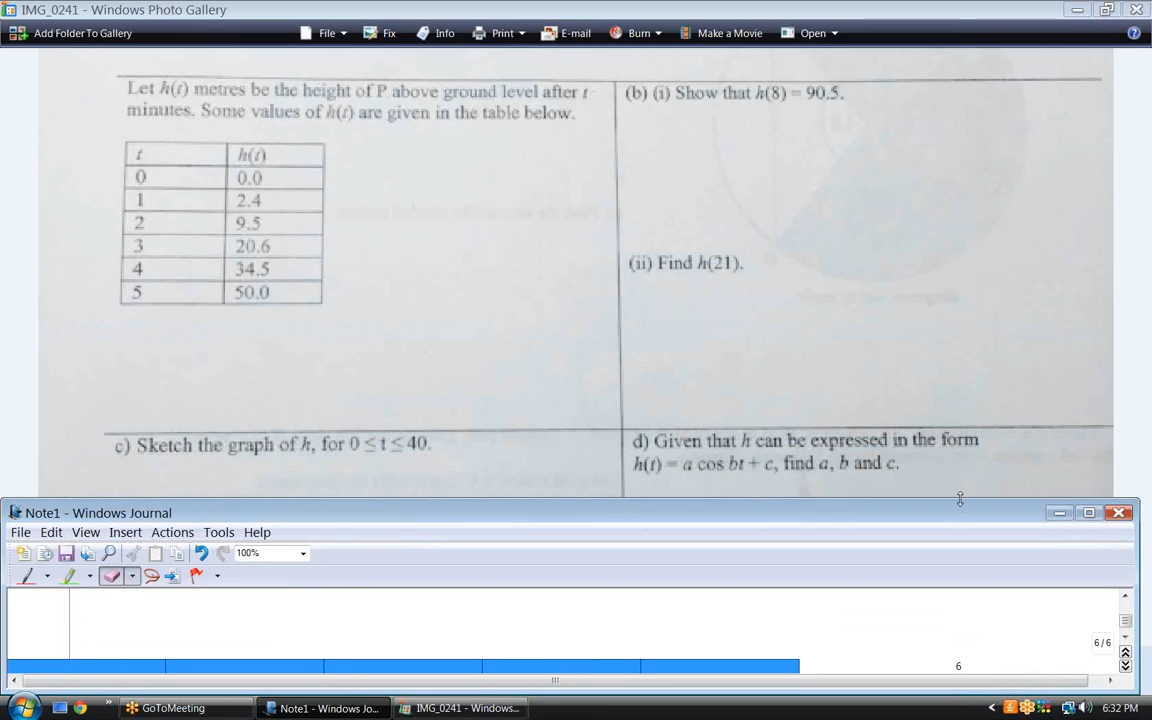 IMG_0241 - Windows Photo Gallery
Add Folder To Gallery
File
Fix
Info
Print
E-mail
Burn
Make a Movie
Open
Let h(t) metres be the height of P above ground level after t
minutes. Some values of h(t) are given in the table below.
t h(t)
0 0.0
1 2.4
2 9.5
3 20.6
4 34.5
5 50.0
(b) (i) Show that h(8) = 90.5.
(ii) Find h(21).
c) Sketch the graph of h, for 0 ≤ t ≤ 40.
d) Given that h can be expressed in the form
h(t) = a cos bt + c, find a, b and c.
Note1 - Windows Journal
File Edit View Insert Actions Tools Help
100%
6/6
6
GoToMeeting
Note1 - Windows Jo...
IMG_0241 - Windows...
6:32 PM